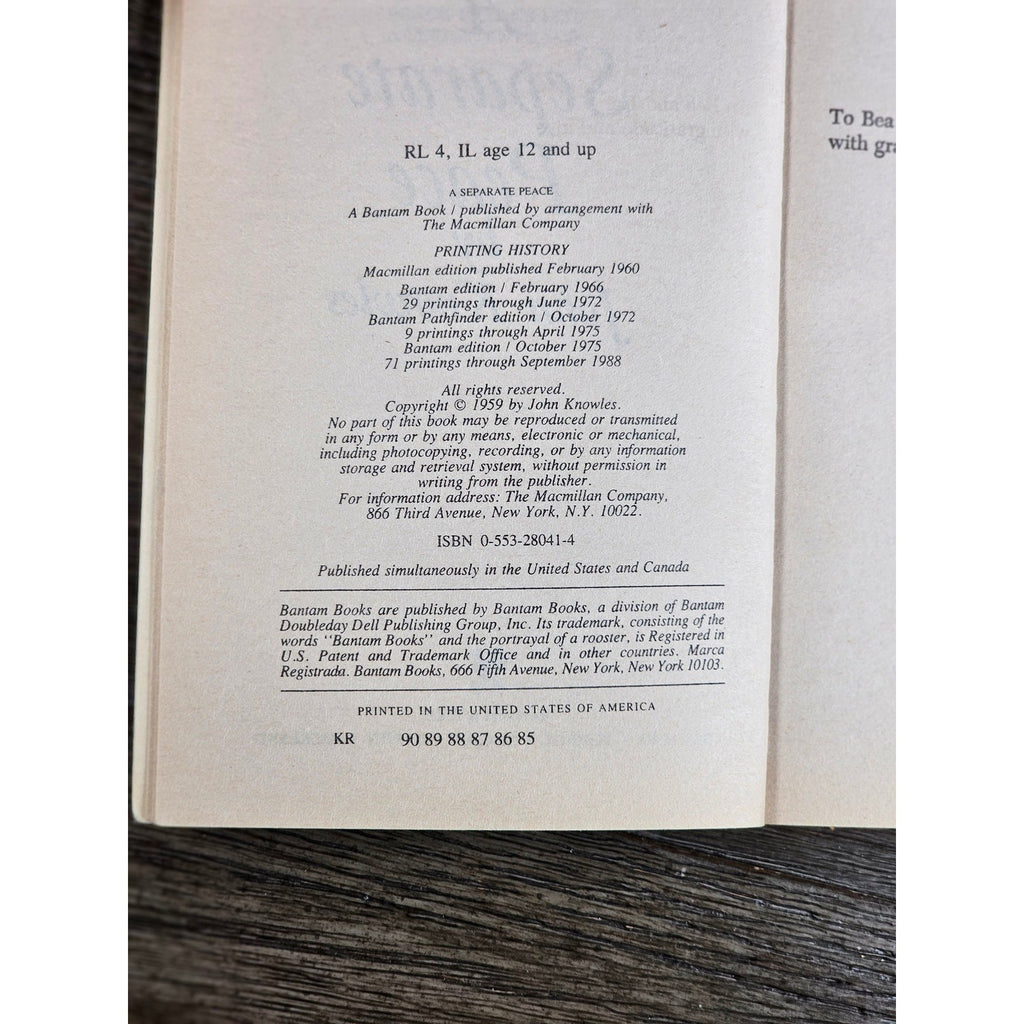 RL 4, IL age 12 and up
A SEPARATE PEACE
A Bantam Book / published by arrangement with
The Macmillan Company
PRINTING HISTORY
Macmillan edition published February 1960
Bantam edition / February 1966
29 printings through June 1972
Bantam Pathfinder edition / October 1972
9 printings through April 1975
Bantam edition / October 1975
71 printings through September 1988
All rights reserved.
Copyright © 1959 by John Knowles.
No part of this book may be reproduced or transmitted
in any form or by any means, electronic or mechanical,
including photocopying, recording, or by any information
storage and retrieval system, without permission in
writing from the publisher.
For information address: The Macmillan Company,
866 Third Avenue, New York, N.Y. 10022.
ISBN 0-553-28041-4
Published simultaneously in the United States and Canada
Bantam Books are published by Bantam Books, a division of Bantam
Doubleday Dell Publishing Group, Inc. Its trademark, consisting of the
words "Bantam Books" and the portrayal of a rooster, is Registered in
U.S. Patent and Trademark Office and in other countries. Marca
Registrada. Bantam Books, 666 Fifth Avenue, New York, New York 10103.
PRINTED IN THE UNITED STATES OF AMERICA
KR 90 89 88 87 86 85
To Bea
with